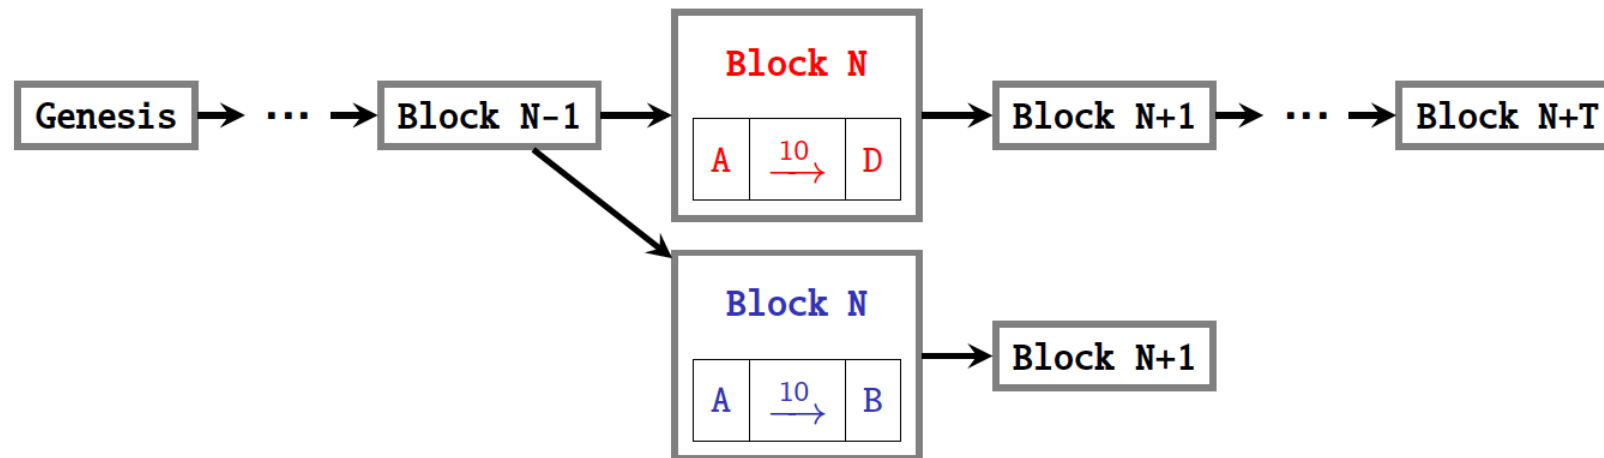 Block N
Genesis ... Block N-1 Block N+1 ... Block N+T
A 10 D
Block N
Block N+1
A 10 B